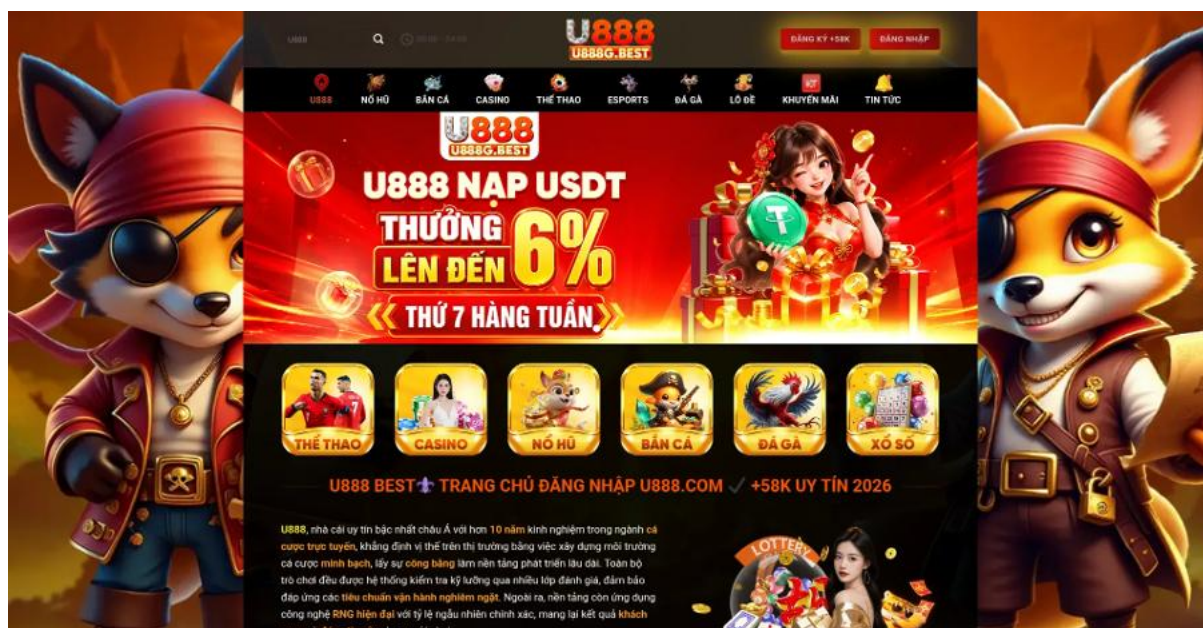 U888
U888
U888G.BEST
ĐĂNG KÝ +58K
ĐĂNG NHẬP
U888
NỔ HŨ
BẮN CÁ
CASINO
THỂ THAO
ESPORTS
ĐÁ GÀ
LÔ ĐỀ
KHUYẾN MÃI
TIN TỨC
U888
U888G.BEST
U888 NẠP USDT
THƯỞNG
LÊN ĐẾN 6%
THỨ 7 HÀNG TUẦN
THỂ THAO
CASINO
NỔ HŨ
BẮN CÁ
ĐÁ GÀ
XỔ SỐ
U888 BEST⚜️ TRANG CHỦ ĐĂNG NHẬP U888.COM ✔️ +58K UY TÍN 2026
U888, nhà cái uy tín bậc nhất châu Á với hơn 10 năm kinh nghiệm trong ngành cá
cược trực tuyến, khẳng định vị thế trên thị trường bằng việc xây dựng môi trường
cá cược minh bạch, lấy sự công bằng làm nền tảng phát triển lâu dài. Toàn bộ
trò chơi đều được hệ thống kiểm tra kỹ lưỡng qua nhiều lớp đánh giá, đảm bảo
đáp ứng các tiêu chuẩn vận hành nghiêm ngặt. Ngoài ra, nền tảng còn ứng dụng
công nghệ RNG hiện đại với tỷ lệ ngẫu nhiên chính xác, mang lại kết quả khách
LOTTERY